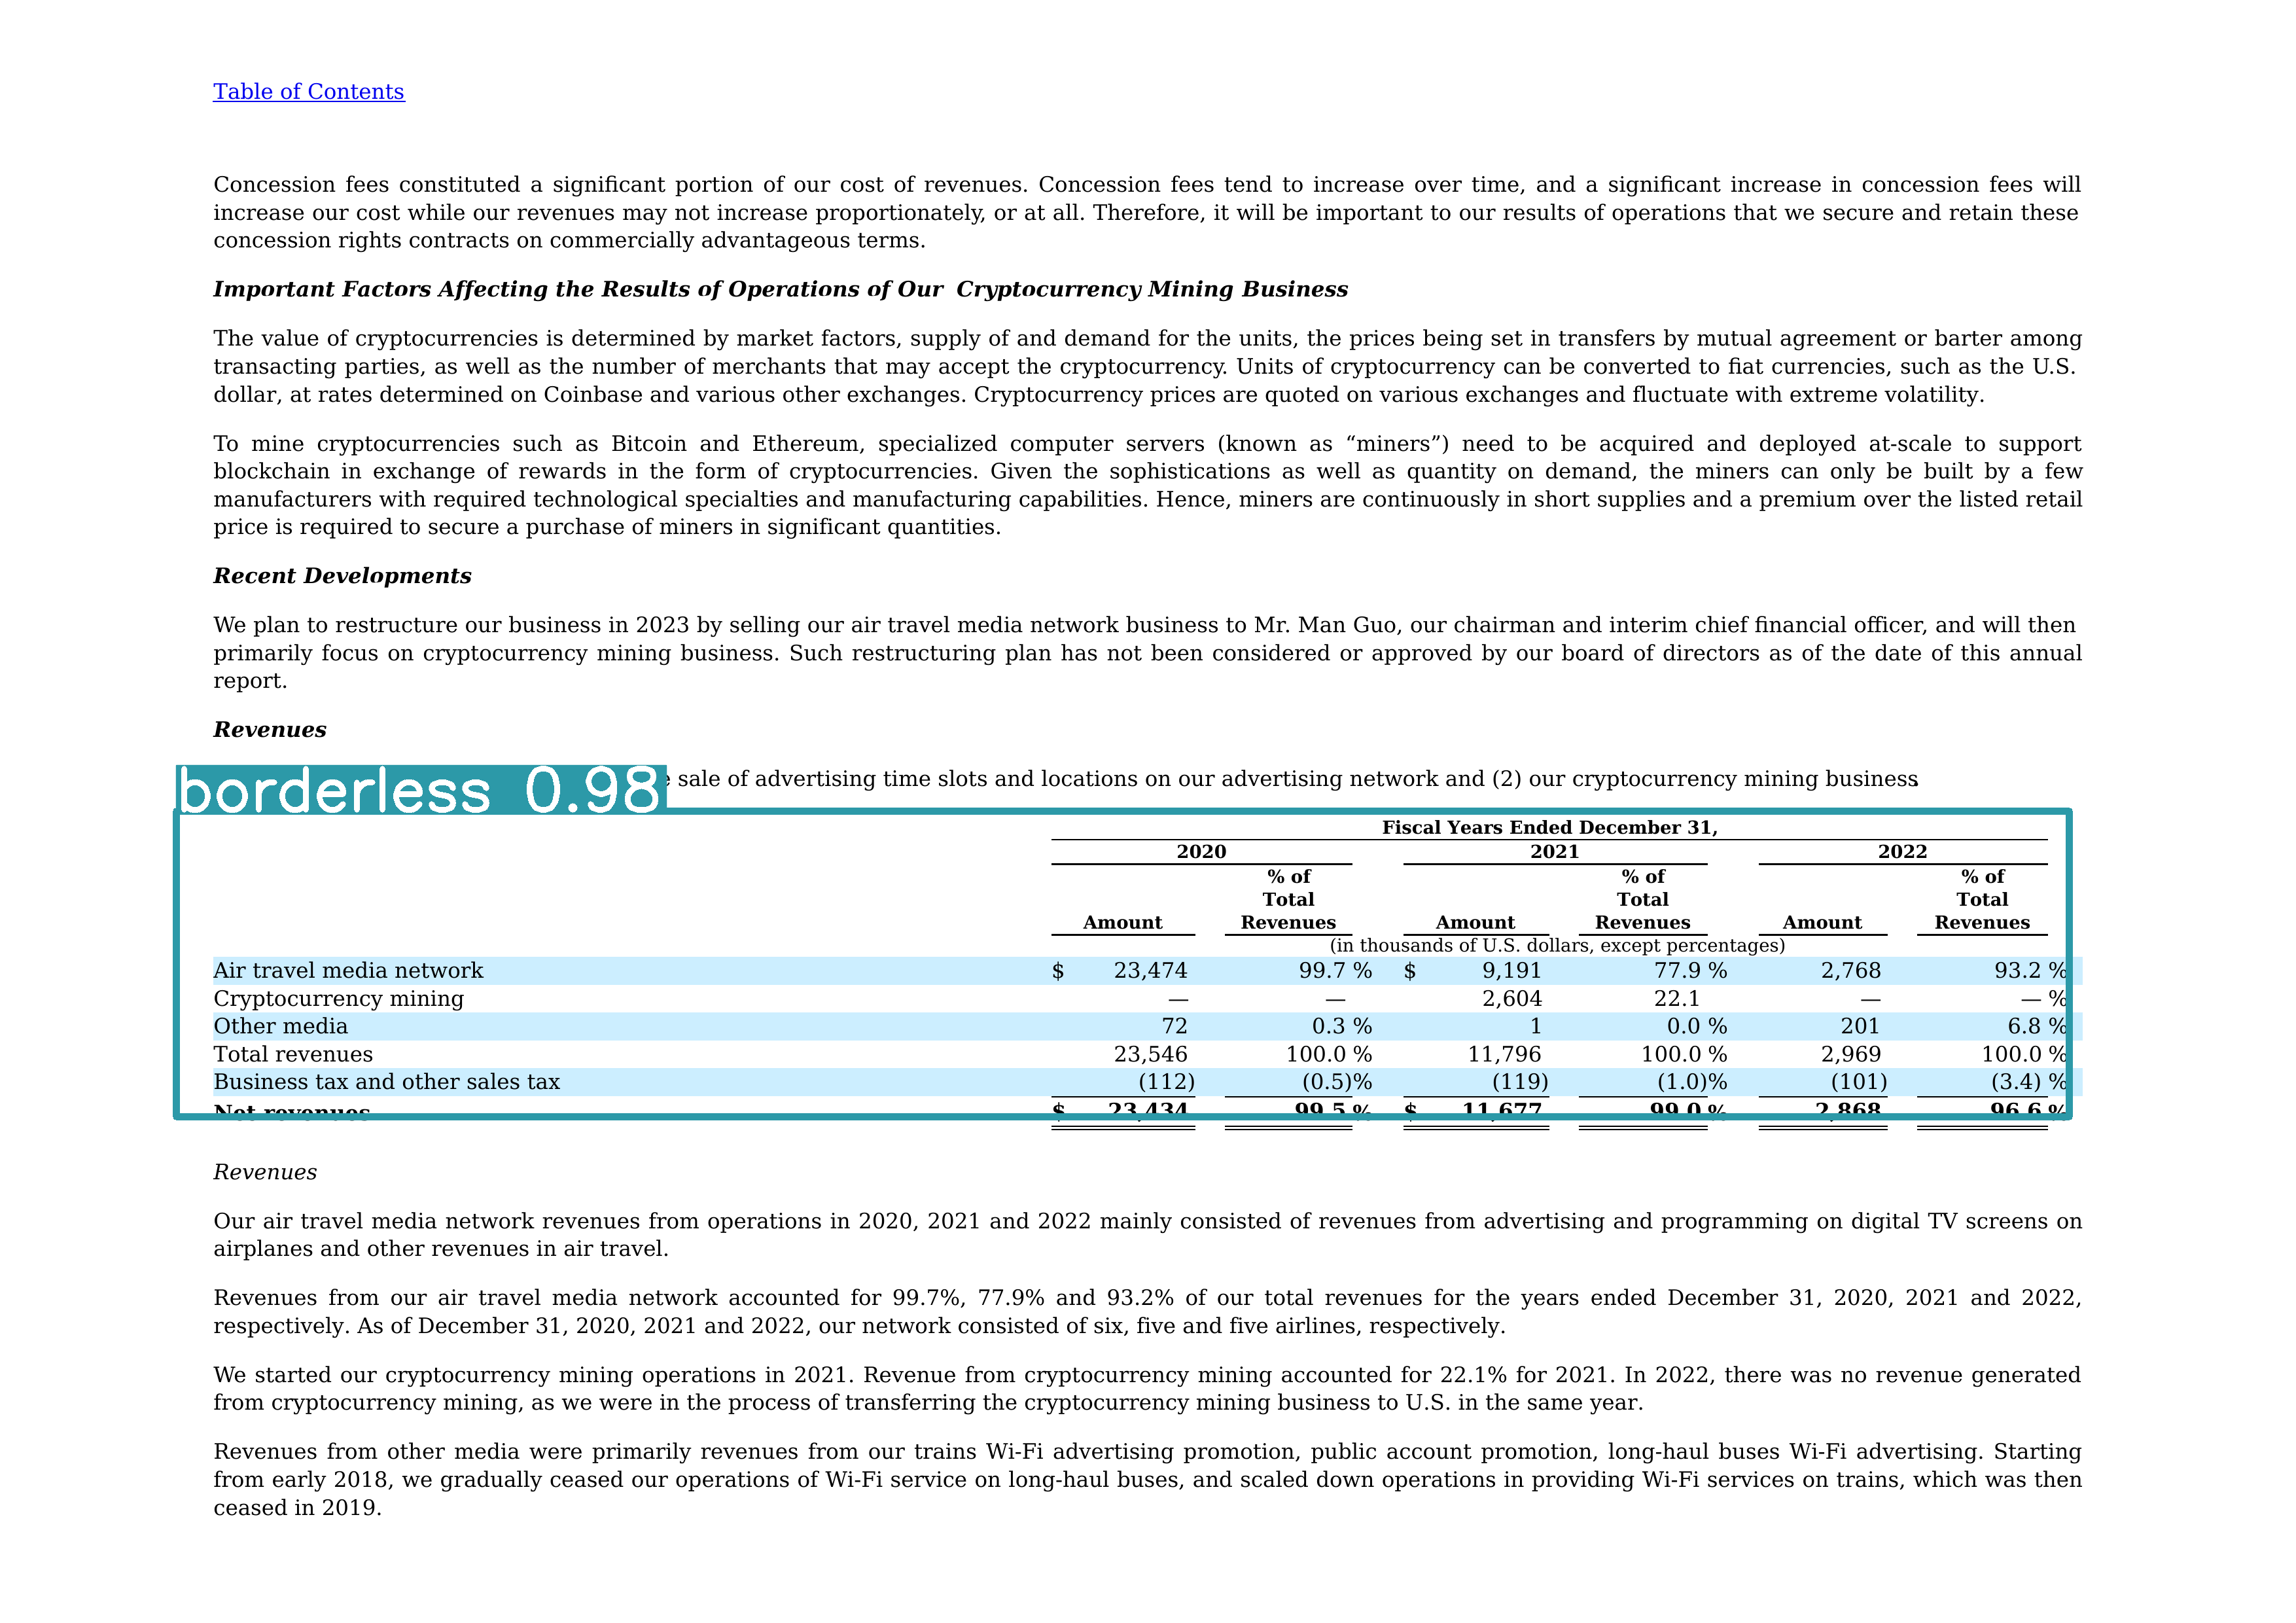 Table of Contents
Concession fees constituted a significant portion of our cost of revenues. Concession fees tend to increase over time, and a significant increase in concession fees will
increase our cost while our revenues may not increase proportionately, or at all. Therefore, it will be important to our results of operations that we secure and retain these
concession rights contracts on commercially advantageous terms.
Important Factors Affecting the Results of Operations of Our Cryptocurrency Mining Business
The value of cryptocurrencies is determined by market factors, supply of and demand for the units, the prices being set in transfers by mutual agreement or barter among
transacting parties, as well as the number of merchants that may accept the cryptocurrency. Units of cryptocurrency can be converted to fiat currencies, such as the U.S.
dollar, at rates determined on Coinbase and various other exchanges. Cryptocurrency prices are quoted on various exchanges and fluctuate with extreme volatility.
To mine cryptocurrencies such as Bitcoin and Ethereum, specialized computer servers (known as “miners”) need to be acquired and deployed at-scale to support
blockchain in exchange of rewards in the form of cryptocurrencies. Given the sophistications as well as quantity on demand, the miners can only be built by a few
manufacturers with required technological specialties and manufacturing capabilities. Hence, miners are continuously in short supplies and a premium over the listed retail
price is required to secure a purchase of miners in significant quantities.
Recent Developments
We plan to restructure our business in 2023 by selling our air travel media network business to Mr. Man Guo, our chairman and interim chief financial officer, and will then
primarily focus on cryptocurrency mining business. Such restructuring plan has not been considered or approved by our board of directors as of the date of this annual
report.
Revenues
borderless 0.98 sale of advertising time slots and locations on our advertising network and (2) our cryptocurrency mining business.
Fiscal Years Ended December 31,
2020 2021 2022
% of % of % of
Total Total Total
Amount Revenues Amount Revenues Amount Revenues
(in thousands of U.S. dollars, except percentages)
Air travel media network $ 23,474 99.7 % $ 9,191 77.9 % 2,768 93.2 %
Cryptocurrency mining — — 2,604 22.1 — — %
Other media 72 0.3 % 1 0.0 % 201 6.8 %
Total revenues 23,546 100.0 % 11,796 100.0 % 2,969 100.0 %
Business tax and other sales tax (112) (0.5)% (119) (1.0)% (101) (3.4) %
Net revenues $ 23,434 99.5 % $ 11,677 99.0 % 2,868 96.6 %
Revenues
Our air travel media network revenues from operations in 2020, 2021 and 2022 mainly consisted of revenues from advertising and programming on digital TV screens on
airplanes and other revenues in air travel.
Revenues from our air travel media network accounted for 99.7%, 77.9% and 93.2% of our total revenues for the years ended December 31, 2020, 2021 and 2022,
respectively. As of December 31, 2020, 2021 and 2022, our network consisted of six, five and five airlines, respectively.
We started our cryptocurrency mining operations in 2021. Revenue from cryptocurrency mining accounted for 22.1% for 2021. In 2022, there was no revenue generated
from cryptocurrency mining, as we were in the process of transferring the cryptocurrency mining business to U.S. in the same year.
Revenues from other media were primarily revenues from our trains Wi-Fi advertising promotion, public account promotion, long-haul buses Wi-Fi advertising. Starting
from early 2018, we gradually ceased our operations of Wi-Fi service on long-haul buses, and scaled down operations in providing Wi-Fi services on trains, which was then
ceased in 2019.